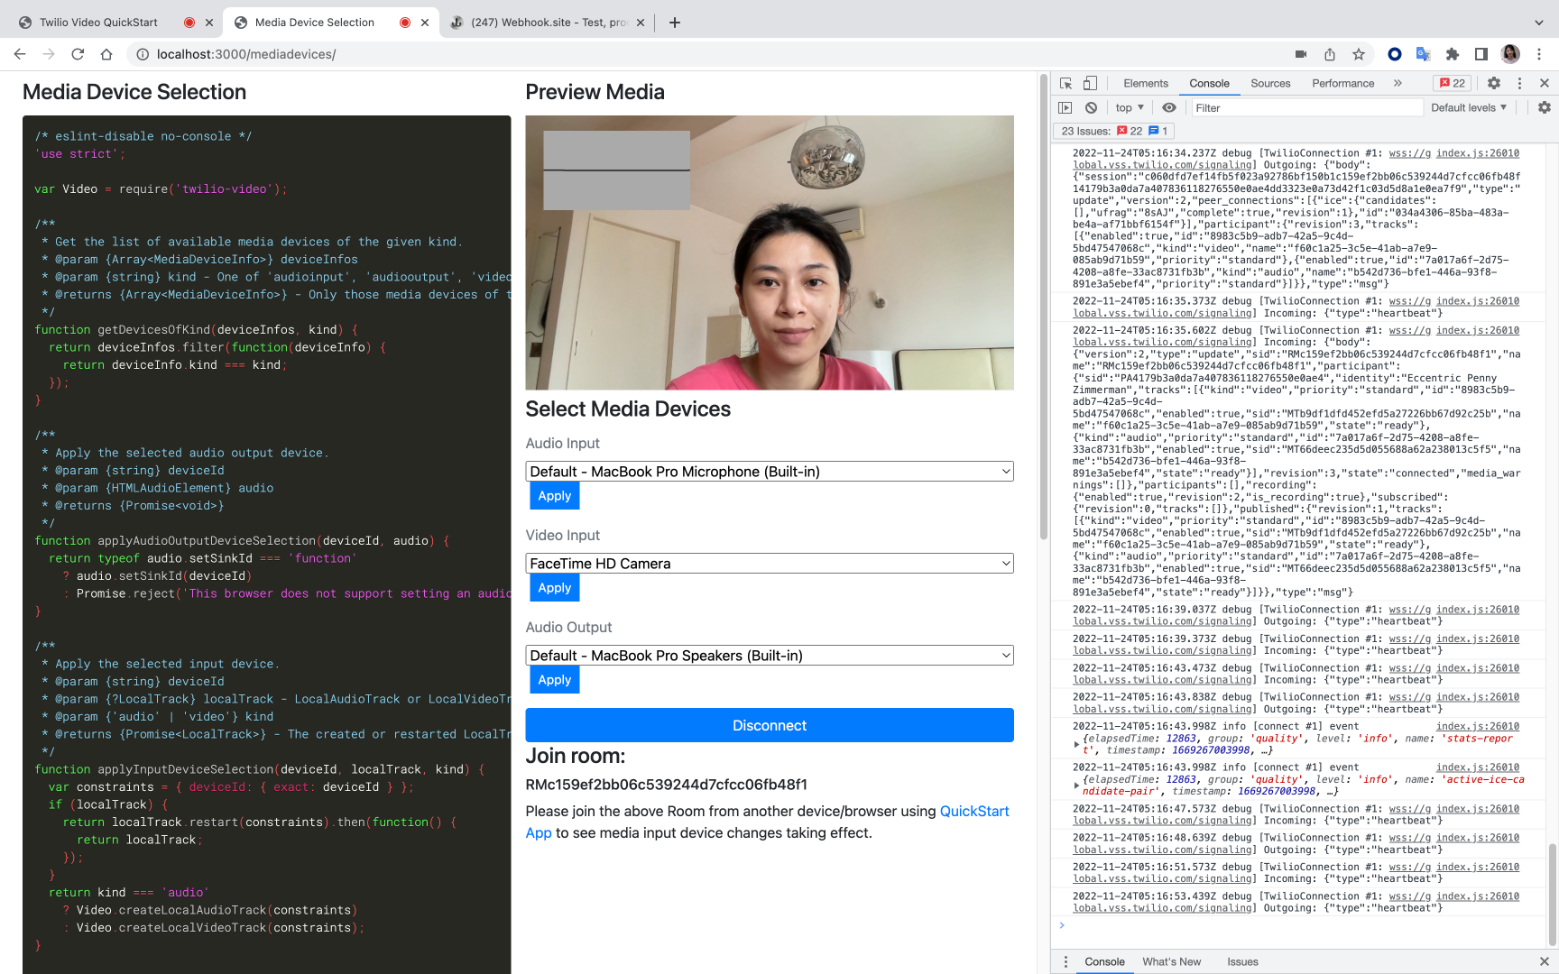 Twilio Video QuickStart
Media Device Selection
(247) Webhook.site - Test, proc
localhost:3000/mediadevices/
Media Device Selection
/* eslint-disable no-console */
'use strict';
var Video = require('twilio-video');
/**
* Get the list of available media devices of the given kind.
* @param {Array<MediaDeviceInfo>} deviceInfos
* @param {string} kind - One of 'audioinput', 'audiooutput', 'video
* @returns {Array<MediaDeviceInfo>} - Only those media devices of t
*/
function getDevicesOfKind(deviceInfos, kind) {
return deviceInfos.filter(function(deviceInfo) {
return deviceInfo.kind === kind;
});
}
/**
* Apply the selected audio output device.
* @param {string} deviceId
* @param {HTMLAudioElement} audio
* @returns {Promise<void>}
*/
function applyAudioOutputDeviceSelection(deviceId, audio) {
return typeof audio.setSinkId === 'function'
? audio.setSinkId(deviceId)
: Promise.reject('This browser does not support setting an audio
}
/**
* Apply the selected input device.
* @param {string} deviceId
* @param {?LocalTrack} localTrack - LocalAudioTrack or LocalVideoTr
* @param {'audio' | 'video'} kind
* @returns {Promise<LocalTrack>} - The created or restarted LocalTr
*/
function applyInputDeviceSelection(deviceId, localTrack, kind) {
var constraints = { deviceId: { exact: deviceId } };
if (localTrack) {
return localTrack.restart(constraints).then(function() {
return localTrack;
});
}
return kind === 'audio'
? Video.createLocalAudioTrack(constraints)
: Video.createLocalVideoTrack(constraints);
}
Preview Media
Select Media Devices
Audio Input
Default - MacBook Pro Microphone (Built-in)
Apply
Video Input
FaceTime HD Camera
Apply
Audio Output
Default - MacBook Pro Speakers (Built-in)
Apply
Disconnect
Join room:
RMc159ef2bb06c539244d7cfcc06fb48f1
Please join the above Room from another device/browser using QuickStart
App to see media input device changes taking effect.
Elements Console Sources Performance » 22
top Filter Default levels
23 Issues: 22 1
2022-11-24T05:16:34.237Z debug [TwilioConnection #1: wss://g index.js:26010
lobal.vss.twilio.com/signaling] Outgoing: {"body":
{"session":"c060dfd7ef14fb5f023a92786bf150b1c159ef2bb06c539244d7cfcc06fb48f
14179b3a0da7a407836118276550e0ae4dd3323e0a73d42f1c03d5d8a1e0ea7f9","type":"
update","version":2,"peer_connections":[{"ice":{"candidates":
[],"ufrag":"8sAJ","complete":true,"revision":1},"id":"034a4306-85ba-483a-
be4a-af71bbf6154f"}],"participant":{"revision":3,"tracks":
[{"enabled":true,"id":"8983c5b9-adb7-42a5-9c4d-
5bd47547068c","kind":"video","name":"f60c1a25-3c5e-41ab-a7e9-
085ab9d71b59","priority":"standard"},{"enabled":true,"id":"7a017a6f-2d75-
4208-a8fe-33ac8731fb3b","kind":"audio","name":"b542d736-bfe1-446a-93f8-
891e3a5ebef4","priority":"standard"}]}},"type":"msg"}
2022-11-24T05:16:35.373Z debug [TwilioConnection #1: wss://g index.js:26010
lobal.vss.twilio.com/signaling] Incoming: {"type":"heartbeat"}
2022-11-24T05:16:35.602Z debug [TwilioConnection #1: wss://g index.js:26010
lobal.vss.twilio.com/signaling] Incoming: {"body":
{"version":2,"type":"update","sid":"RMc159ef2bb06c539244d7cfcc06fb48f1","na
me":"RMc159ef2bb06c539244d7cfcc06fb48f1","participant":
{"sid":"PA4179b3a0da7a407836118276550e0ae4","identity":"Eccentric Penny
Zimmerman","tracks":[{"kind":"video","priority":"standard","id":"8983c5b9-
adb7-42a5-9c4d-
5bd47547068c","enabled":true,"sid":"MTb9df1dfd452efd5a27226bb67d92c25b","na
me":"f60c1a25-3c5e-41ab-a7e9-085ab9d71b59","state":"ready"},
{"kind":"audio","priority":"standard","id":"7a017a6f-2d75-4208-a8fe-
33ac8731fb3b","enabled":true,"sid":"MT66deec235d5d055688a62a238013c5f5","na
me":"b542d736-bfe1-446a-93f8-
891e3a5ebef4","state":"ready"}],"revision":3,"state":"connected","media_war
nings":[]},"participants":[],"recording":
{"enabled":true,"revision":2,"is_recording":true},"subscribed":
{"revision":0,"tracks":[]},"published":{"revision":1,"tracks":
[{"kind":"video","priority":"standard","id":"8983c5b9-adb7-42a5-9c4d-
5bd47547068c","enabled":true,"sid":"MTb9df1dfd452efd5a27226bb67d92c25b","na
me":"f60c1a25-3c5e-41ab-a7e9-085ab9d71b59","state":"ready"},
{"kind":"audio","priority":"standard","id":"7a017a6f-2d75-4208-a8fe-
33ac8731fb3b","enabled":true,"sid":"MT66deec235d5d055688a62a238013c5f5","na
me":"b542d736-bfe1-446a-93f8-
891e3a5ebef4","state":"ready"}]}},"type":"msg"}
2022-11-24T05:16:39.037Z debug [TwilioConnection #1: wss://g index.js:26010
lobal.vss.twilio.com/signaling] Outgoing: {"type":"heartbeat"}
2022-11-24T05:16:39.373Z debug [TwilioConnection #1: wss://g index.js:26010
lobal.vss.twilio.com/signaling] Incoming: {"type":"heartbeat"}
2022-11-24T05:16:43.473Z debug [TwilioConnection #1: wss://g index.js:26010
lobal.vss.twilio.com/signaling] Incoming: {"type":"heartbeat"}
2022-11-24T05:16:43.838Z debug [TwilioConnection #1: wss://g index.js:26010
lobal.vss.twilio.com/signaling] Outgoing: {"type":"heartbeat"}
2022-11-24T05:16:43.998Z info [connect #1] event index.js:26010
{elapsedTime: 12863, group: 'quality', level: 'info', name: 'stats-repor
t', timestamp: 1669267003998, …}
2022-11-24T05:16:43.998Z info [connect #1] event index.js:26010
{elapsedTime: 12863, group: 'quality', level: 'info', name: 'active-ice-ca
ndidate-pair', timestamp: 1669267003998, …}
2022-11-24T05:16:47.573Z debug [TwilioConnection #1: wss://g index.js:26010
lobal.vss.twilio.com/signaling] Incoming: {"type":"heartbeat"}
2022-11-24T05:16:48.639Z debug [TwilioConnection #1: wss://g index.js:26010
lobal.vss.twilio.com/signaling] Outgoing: {"type":"heartbeat"}
2022-11-24T05:16:51.573Z debug [TwilioConnection #1: wss://g index.js:26010
lobal.vss.twilio.com/signaling] Incoming: {"type":"heartbeat"}
2022-11-24T05:16:53.439Z debug [TwilioConnection #1: wss://g index.js:26010
lobal.vss.twilio.com/signaling] Outgoing: {"type":"heartbeat"}
Console What's New Issues